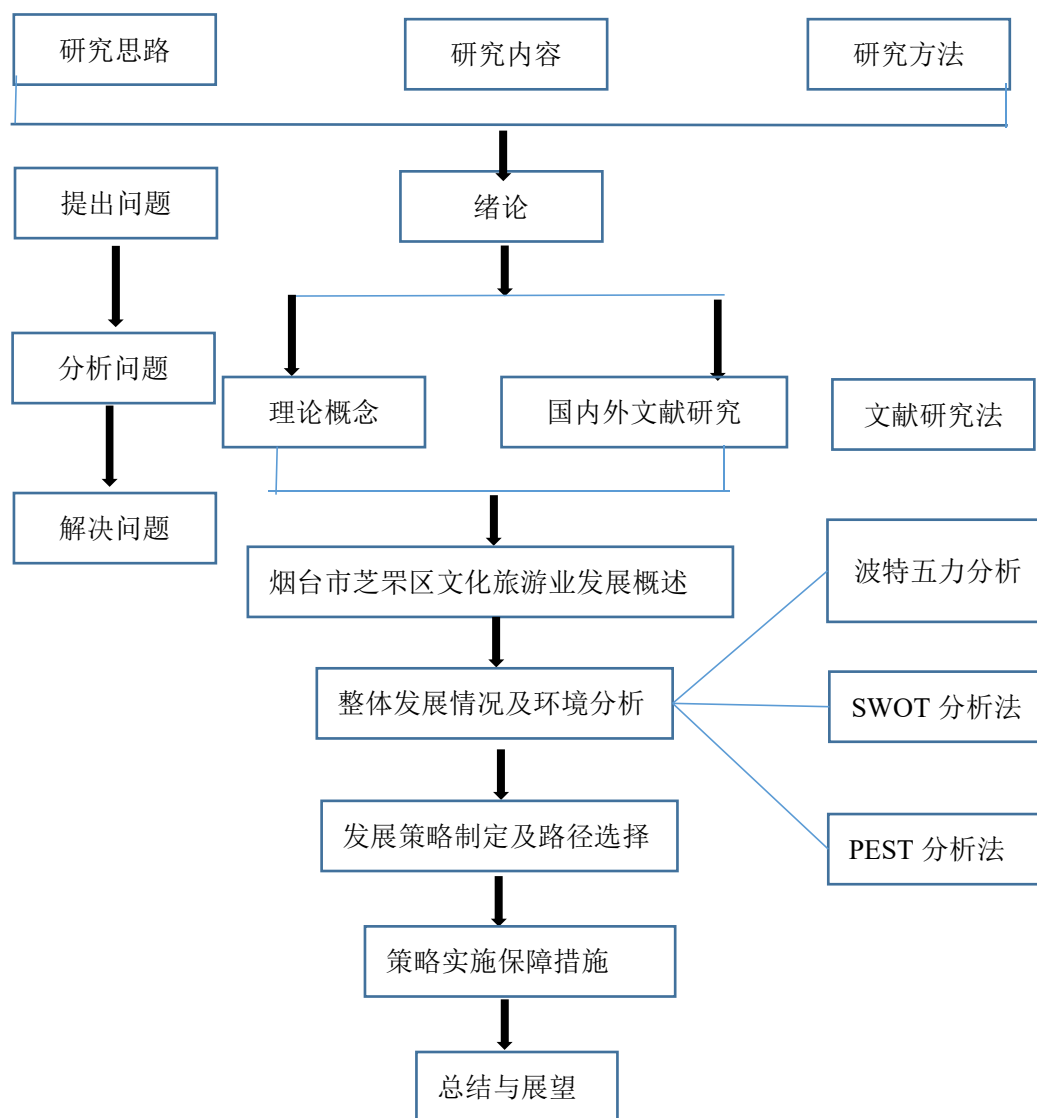 研究思路
研究内容
研究方法
提出问题
绪论
分析问题
理论概念
国内外文献研究
文献研究法
解决问题
烟台市芝罘区文化旅游业发展概述
波特五力分析
整体发展情况及环境分析
SWOT 分析法
发展策略制定及路径选择
PEST 分析法
策略实施保障措施
总结与展望